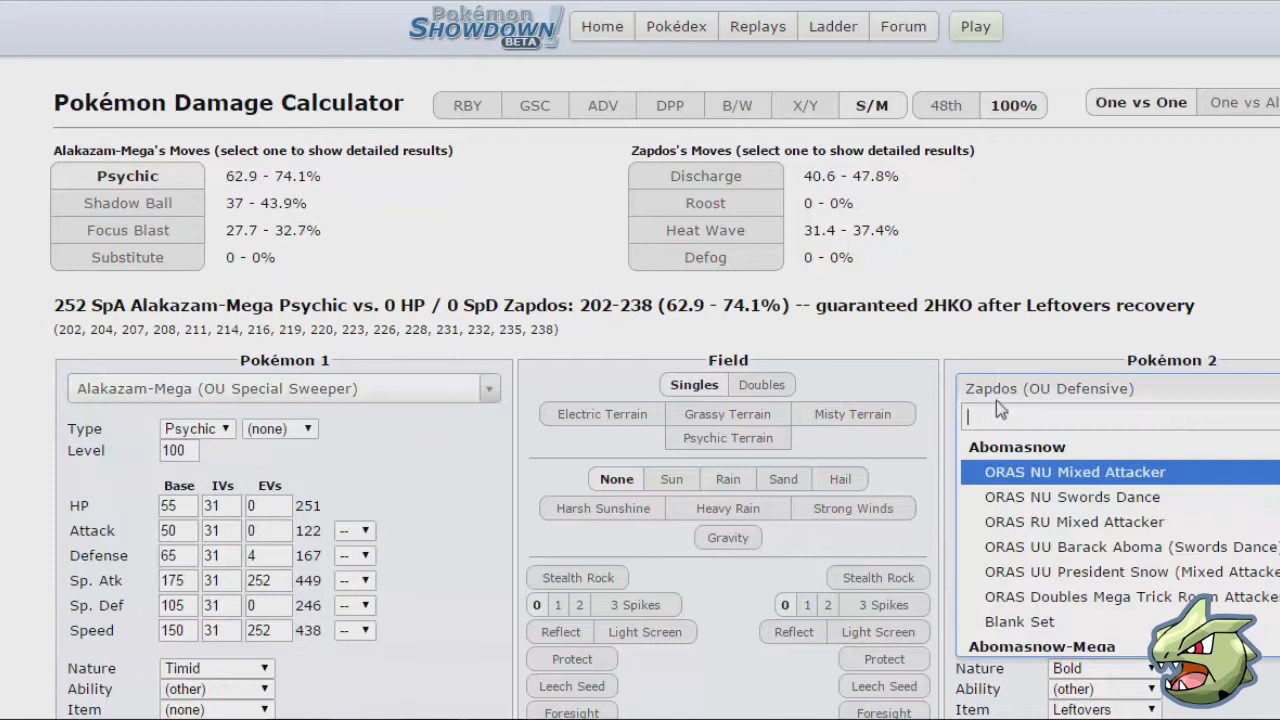 Pokémon
SHOWDOWN!
BETA
Home Pokédex Replays Ladder Forum Play
Pokémon Damage Calculator RBY GSC ADV DPP B/W X/Y S/M 48th 100% One vs One One vs Al
Alakazam-Mega's Moves (select one to show detailed results) Zapdos's Moves (select one to show detailed results)
Psychic 62.9 - 74.1% Discharge 40.6 - 47.8%
Shadow Ball 37 - 43.9% Roost 0 - 0%
Focus Blast 27.7 - 32.7% Heat Wave 31.4 - 37.4%
Substitute 0 - 0% Defog 0 - 0%
252 SpA Alakazam-Mega Psychic vs. 0 HP / 0 SpD Zapdos: 202-238 (62.9 - 74.1%) -- guaranteed 2HKO after Leftovers recovery
(202, 204, 207, 208, 211, 214, 216, 219, 220, 223, 226, 228, 231, 232, 235, 238)
Pokémon 1 Field Pokémon 2
Alakazam-Mega (OU Special Sweeper) Singles Doubles Zapdos (OU Defensive)
Type Psychic (none) Electric Terrain Grassy Terrain Misty Terrain
Level 100 Psychic Terrain Abomasnow
Base IVs EVs None Sun Rain Sand Hail ORAS NU Mixed Attacker
HP 55 31 0 251 Harsh Sunshine Heavy Rain Strong Winds ORAS NU Swords Dance
Attack 50 31 0 122 -- Gravity ORAS RU Mixed Attacker
Defense 65 31 4 167 -- ORAS UU Barack Aboma (Swords Dance)
Sp. Atk 175 31 252 449 -- Stealth Rock Stealth Rock ORAS UU President Snow (Mixed Attacke
Sp. Def 105 31 0 246 -- 0 1 2 3 Spikes 0 1 2 3 Spikes ORAS Doubles Mega Trick Room Attacker
Speed 150 31 252 438 -- Reflect Light Screen Reflect Light Screen Blank Set
Abomasnow-Mega
Nature Timid Protect Protect Nature Bold
Ability (other) Leech Seed Leech Seed Ability (other)
Item (none) Foresight Foresight Item Leftovers